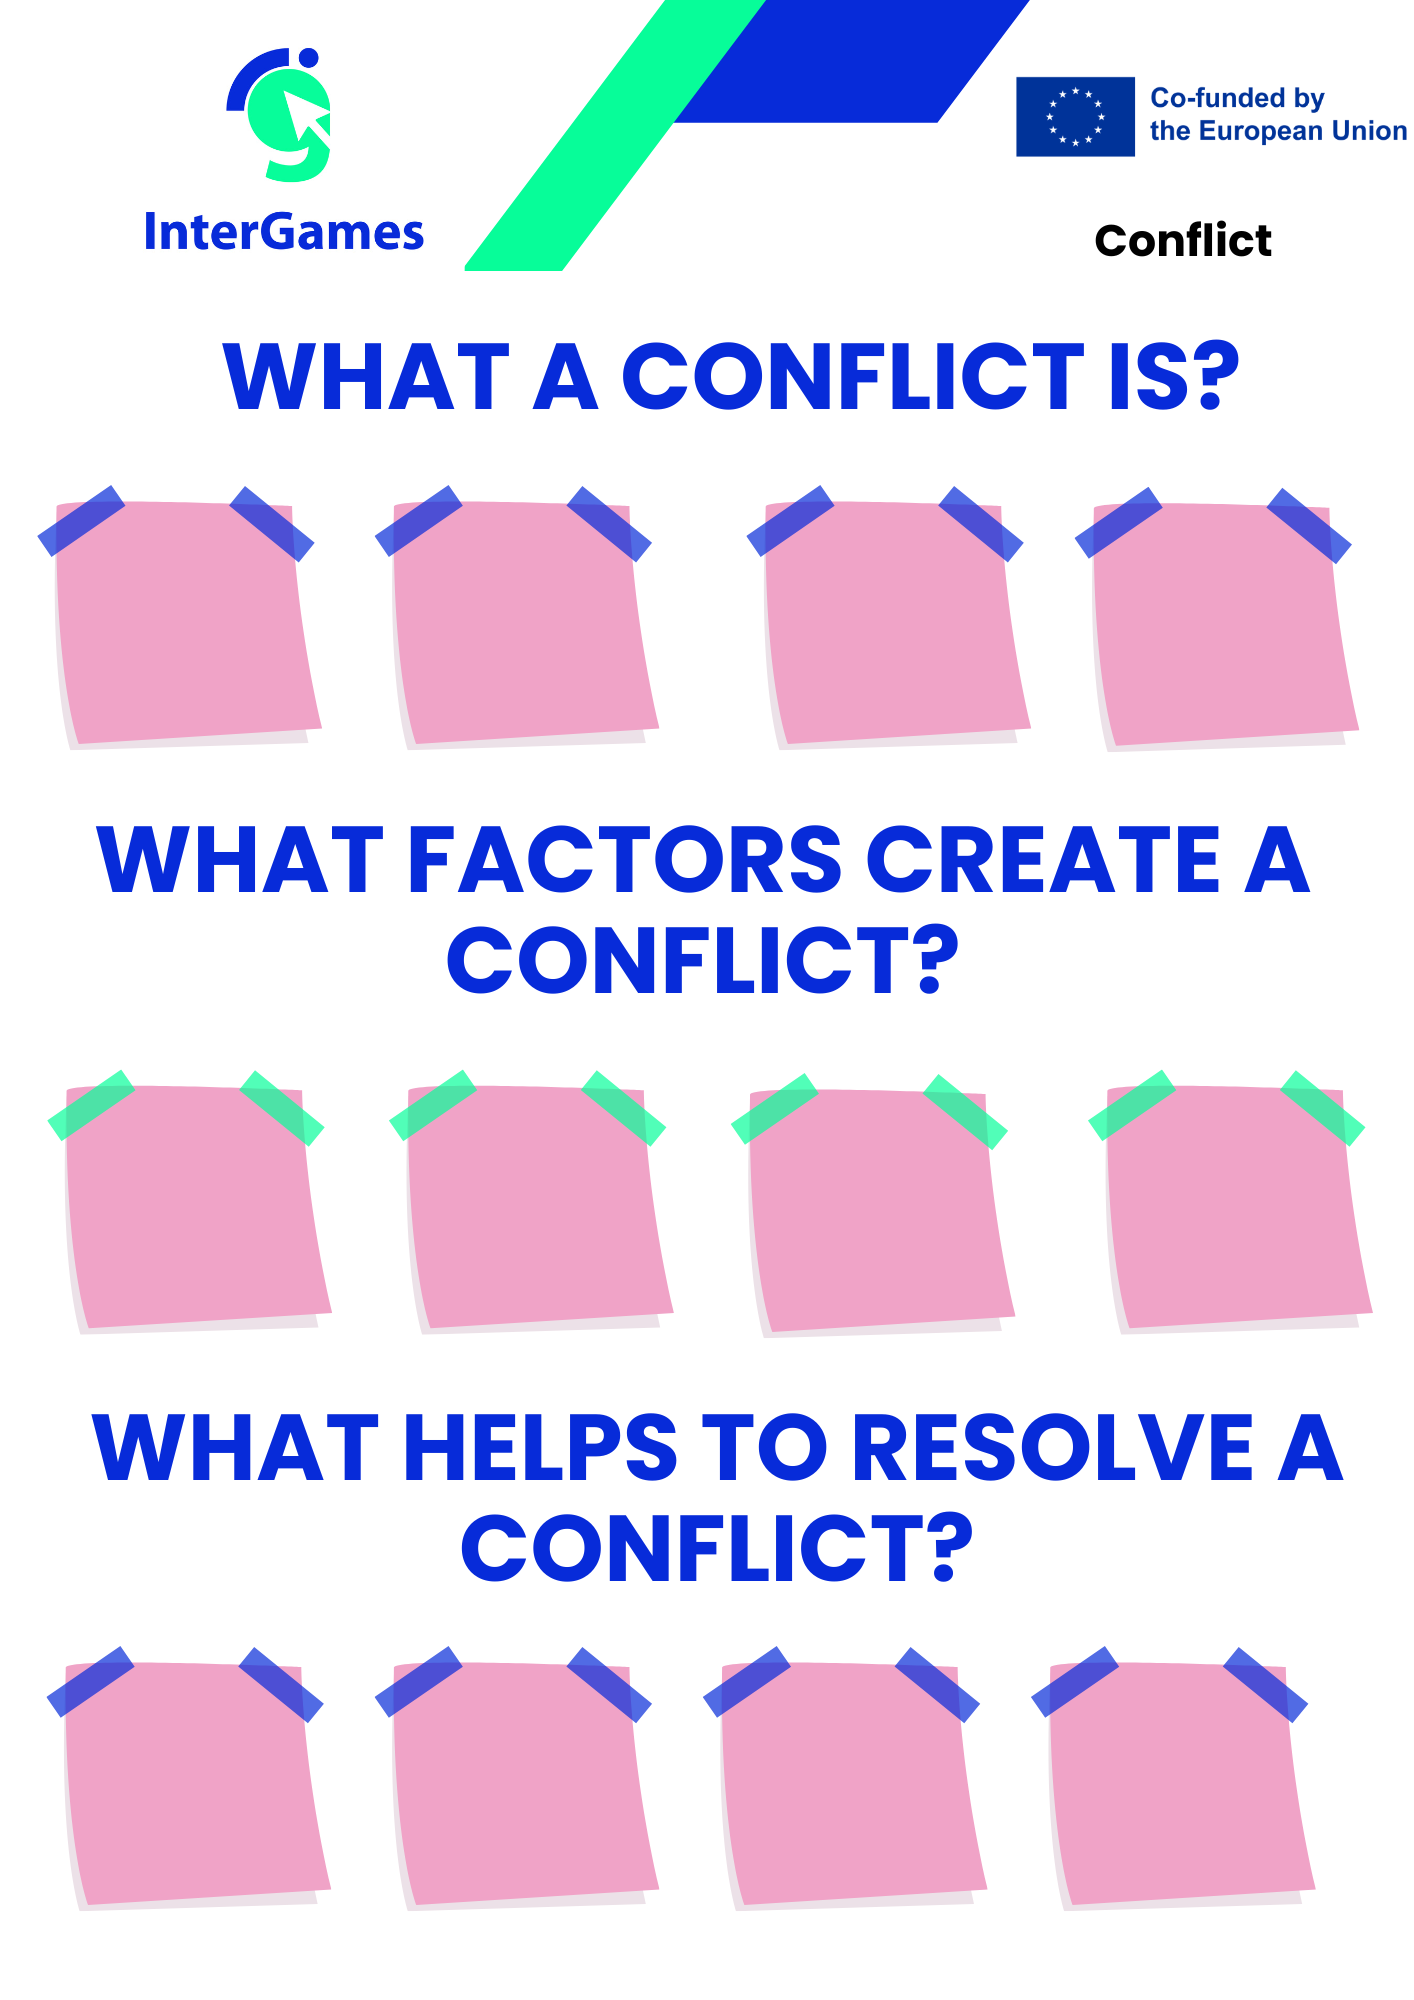 InterGames
Co-funded by
the European Union
Conflict
WHAT A CONFLICT IS?
WHAT FACTORS CREATE A
CONFLICT?
WHAT HELPS TO RESOLVE A
CONFLICT?